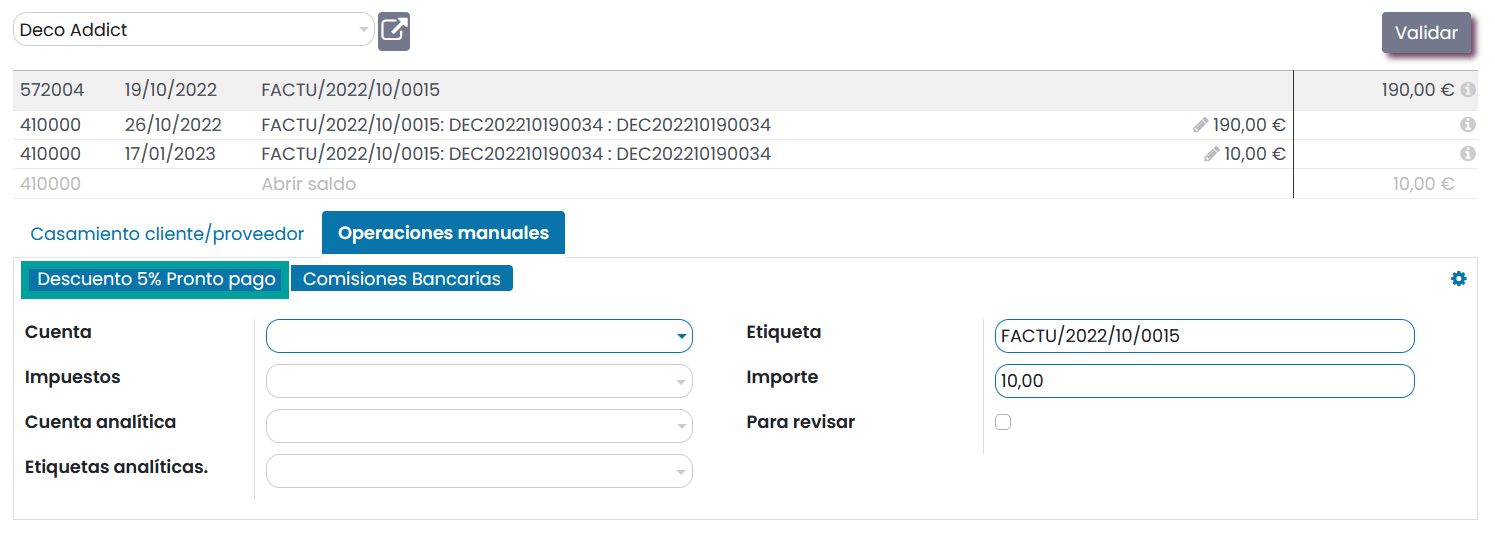 Deco Addict
Validar
572004 19/10/2022 FACTU/2022/10/0015 190,00 €
410000 26/10/2022 FACTU/2022/10/0015: DEC202210190034 : DEC202210190034 190,00 €
410000 17/01/2023 FACTU/2022/10/0015: DEC202210190034 : DEC202210190034 10,00 €
410000 Abrir saldo 10,00 €
Casamiento cliente/proveedor Operaciones manuales
Descuento 5% Pronto pago Comisiones Bancarias
Cuenta Etiqueta FACTU/2022/10/0015
Impuestos Importe 10,00
Cuenta analítica Para revisar
Etiquetas analíticas.